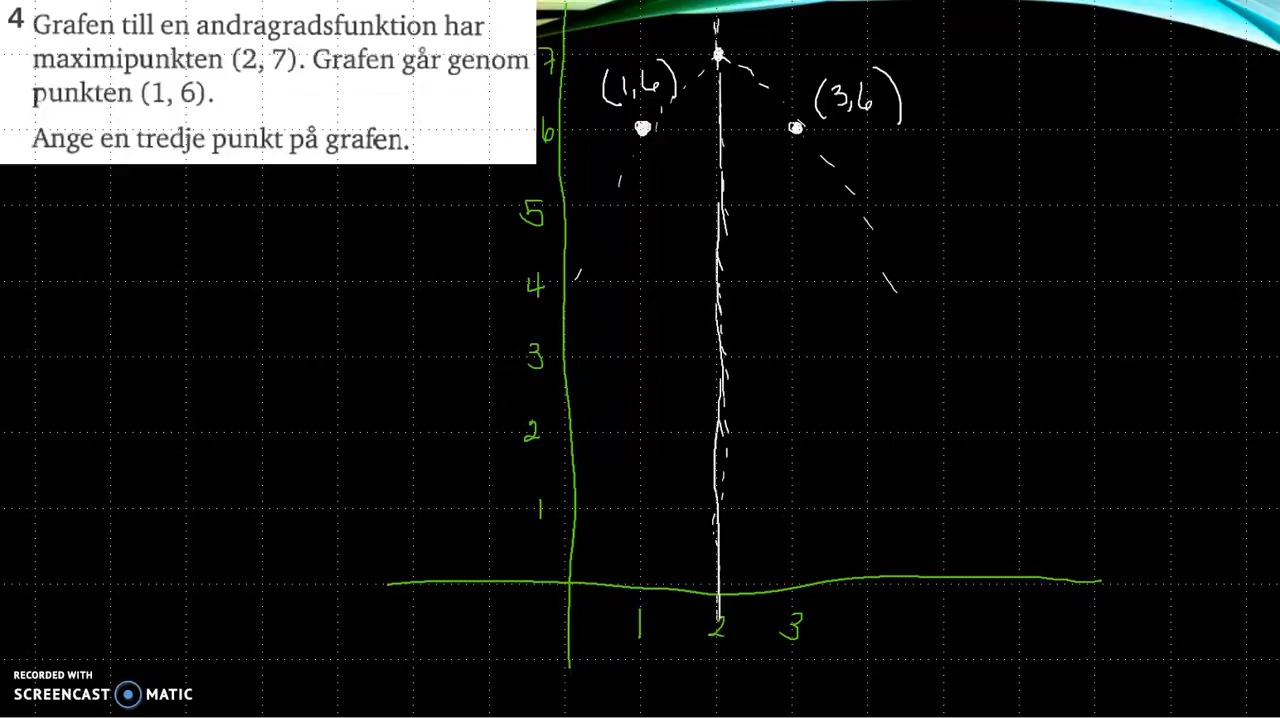 4 Grafen till en andragradsfunktion har
maximipunkten (2, 7). Grafen går genom
punkten (1, 6).
Ange en tredje punkt på grafen.
7
(1,6)
(3,6)
6
5
4
3
2
1
1 2 3
RECORDED WITH
SCREENCAST MATIC